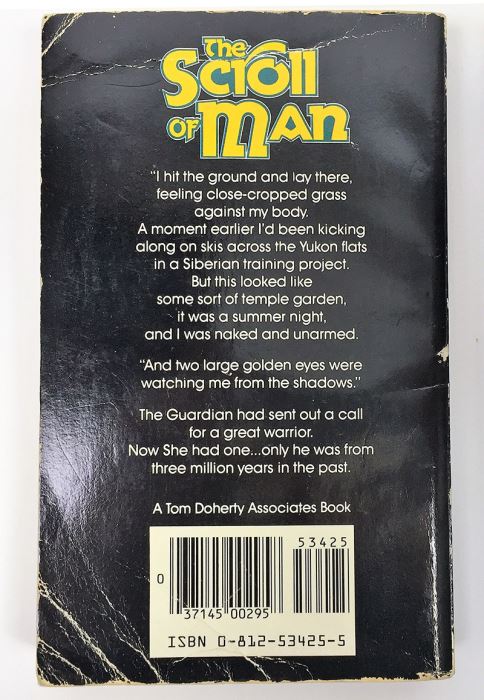 The
Scroll
OF Man
"I hit the ground and lay there,
feeling close-cropped grass
against my body.
A moment earlier I'd been kicking
along on skis across the Yukon flats
in a Siberian training project.
But this looked like
some sort of temple garden,
it was a summer night,
and I was naked and unarmed.
"And two large golden eyes were
watching me from the shadows."
The Guardian had sent out a call
for a great warrior.
Now She had one...only he was from
three million years in the past.
A Tom Doherty Associates Book
53425
0
37145 00295
ISBN 0-812-53425-5